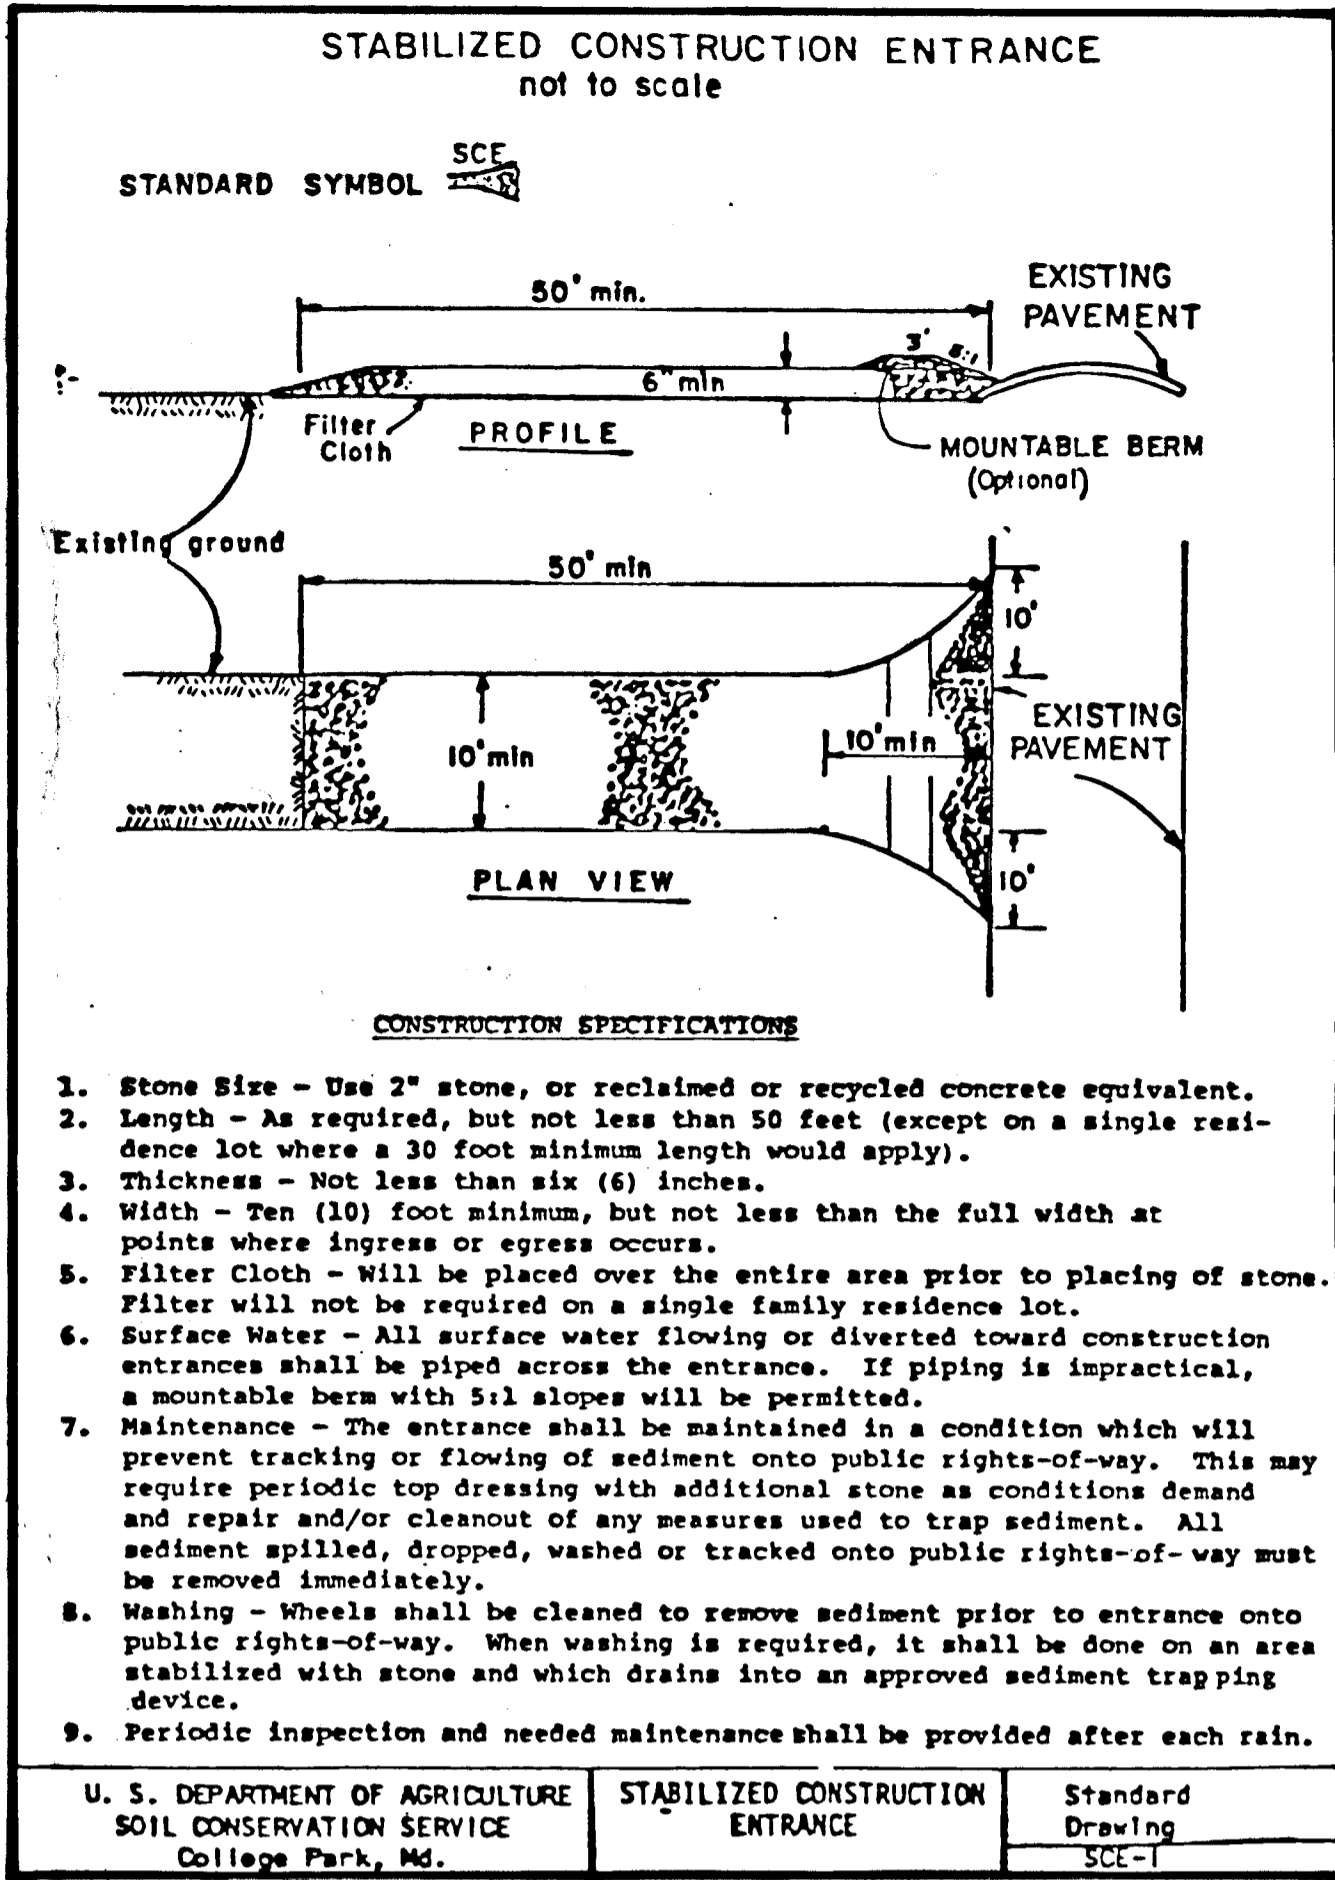 STABILIZED CONSTRUCTION ENTRANCE
not to scale
SCE
STANDARD SYMBOL
50' min.
EXISTING
PAVEMENT
3'
5:1
6" min
Filter
Cloth
PROFILE
MOUNTABLE BERM
(Optional)
Existing ground
50' min
10'
10' min
10' min
EXISTING
PAVEMENT
10'
PLAN VIEW
CONSTRUCTION SPECIFICATIONS
1. Stone Size - Use 2" stone, or reclaimed or recycled concrete equivalent.
2. Length - As required, but not less than 50 feet (except on a single resi-
dence lot where a 30 foot minimum length would apply).
3. Thickness - Not less than six (6) inches.
4. Width - Ten (10) foot minimum, but not less than the full width at
points where ingress or egress occurs.
5. Filter Cloth - Will be placed over the entire area prior to placing of stone.
Filter will not be required on a single family residence lot.
6. Surface Water - All surface water flowing or diverted toward construction
entrances shall be piped across the entrance. If piping is impractical,
a mountable berm with 5:1 slopes will be permitted.
7. Maintenance - The entrance shall be maintained in a condition which will
prevent tracking or flowing of sediment onto public rights-of-way. This may
require periodic top dressing with additional stone as conditions demand
and repair and/or cleanout of any measures used to trap sediment. All
sediment spilled, dropped, washed or tracked onto public rights-of-way must
be removed immediately.
8. Washing - Wheels shall be cleaned to remove sediment prior to entrance onto
public rights-of-way. When washing is required, it shall be done on an area
stabilized with stone and which drains into an approved sediment trapping
device.
9. Periodic inspection and needed maintenance shall be provided after each rain.
U. S. DEPARTMENT OF AGRICULTURE
SOIL CONSERVATION SERVICE
College Park, Md.
STABILIZED CONSTRUCTION
ENTRANCE
Standard
Drawing
SCE-1